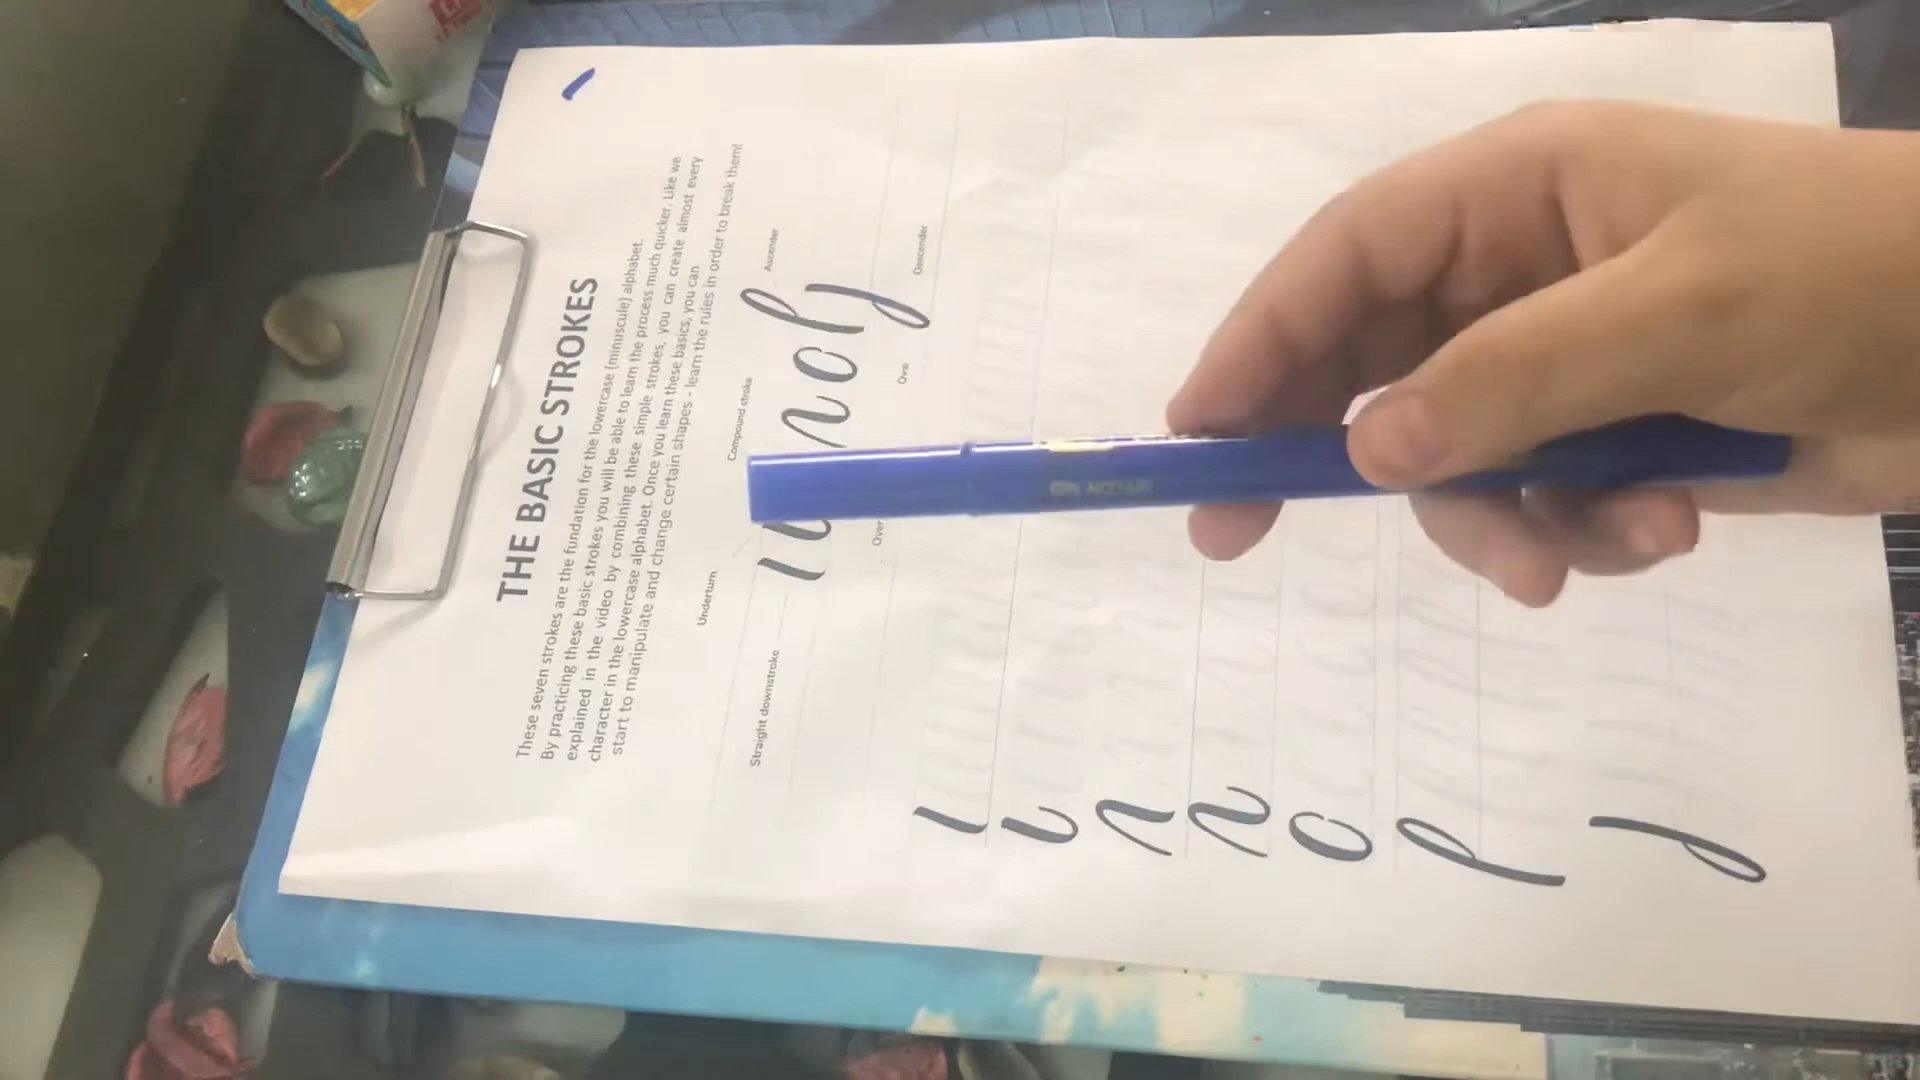 THE BASIC STROKES
These seven strokes are the fundation for the lowercase (minuscule) alphabet.
By practicing these basic strokes you will be able to learn the process much quicker. Like we
explained in the video by combining these simple strokes, you can create almost every
character in the lowercase alphabet. Once you learn these basics, you can
start to manipulate and change certain shapes - learn the rules in order to break them!
Straight downstroke
Underturn
Compound stroke
Ascender
Over
Oval
Descender